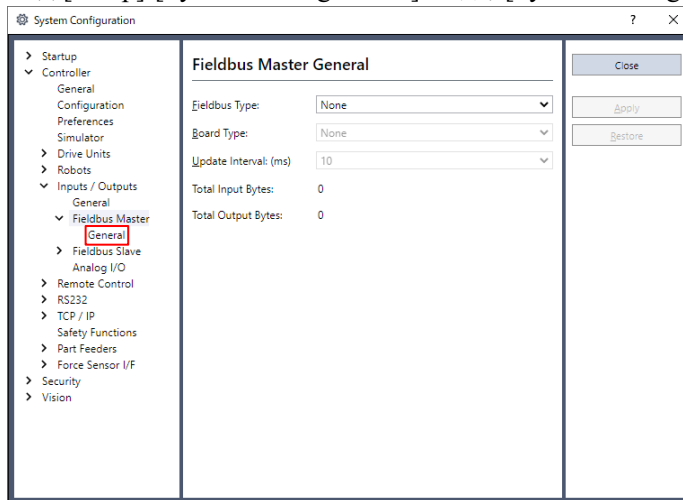 System Configuration
?
Startup
Controller
General
Configuration
Preferences
Simulator
Drive Units
Robots
Inputs / Outputs
General
Fieldbus Master
General
Fieldbus Slave
Analog I/O
Remote Control
RS232
TCP / IP
Safety Functions
Part Feeders
Force Sensor I/F
Security
Vision
Fieldbus Master General
Fieldbus Type: None
Board Type: None
Update Interval: (ms) 10
Total Input Bytes: 0
Total Output Bytes: 0
Close
Apply
Restore